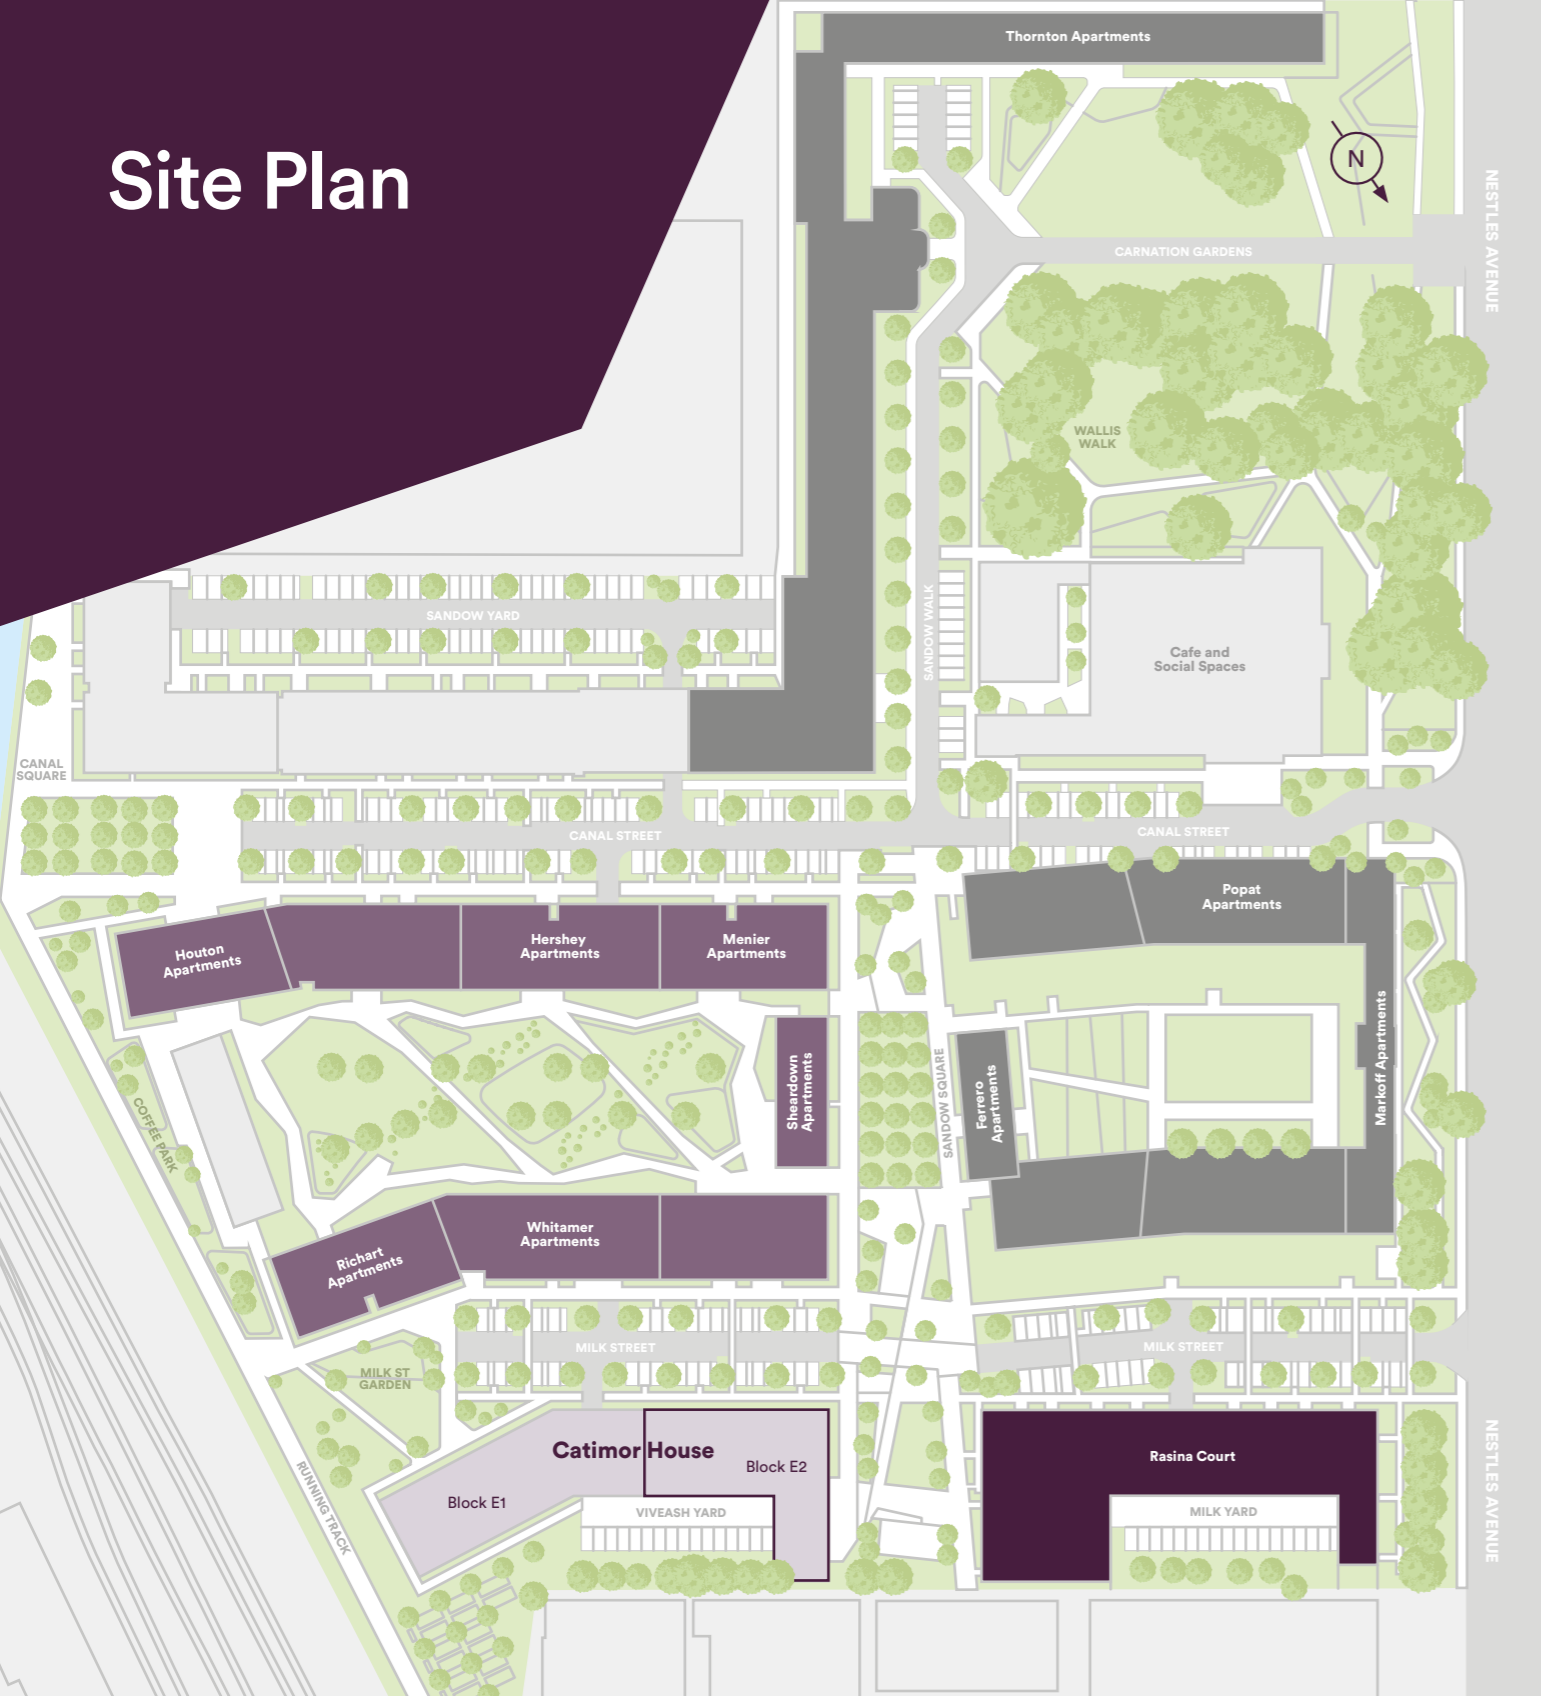 Site Plan
Thornton Apartments
N
NESTLES AVENUE
CARNATION GARDENS
WALLIS
WALK
SANDOW YARD
SANDOW WALK
Cafe and
Social Spaces
CANAL
SQUARE
CANAL STREET
CANAL STREET
Popat
Apartments
Houton
Apartments
Hershey
Apartments
Menier
Apartments
Sheardown
Apartments
SANDOW SQUARE
Ferrero
Apartments
Markoff Apartments
COFFEE PARK
Whitamer
Apartments
Richart
Apartments
MILK STREET
MILK STREET
MILK ST
GARDEN
Catimor House
Block E2
Block E1
VIVEASH YARD
Rasina Court
MILK YARD
NESTLES AVENUE
RUNNING TRACK